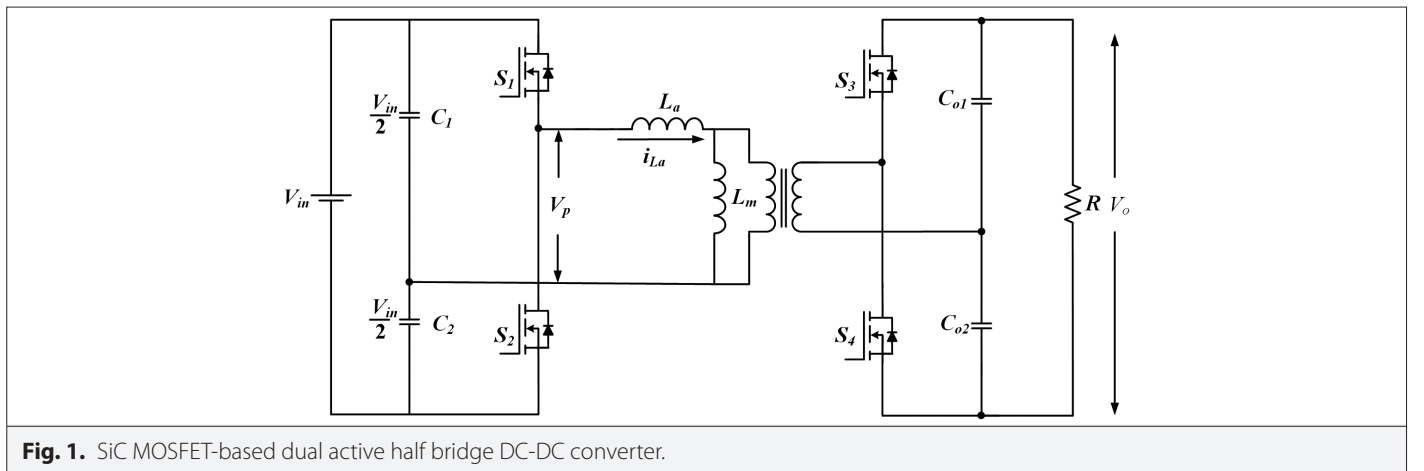 S1
S3
La
Vin/2
C1
Co1
iLa
Vin
Vp
Lm
R
Vo
Vin/2
C2
S2
S4
Co2
Fig. 1. SiC MOSFET-based dual active half bridge DC-DC converter.